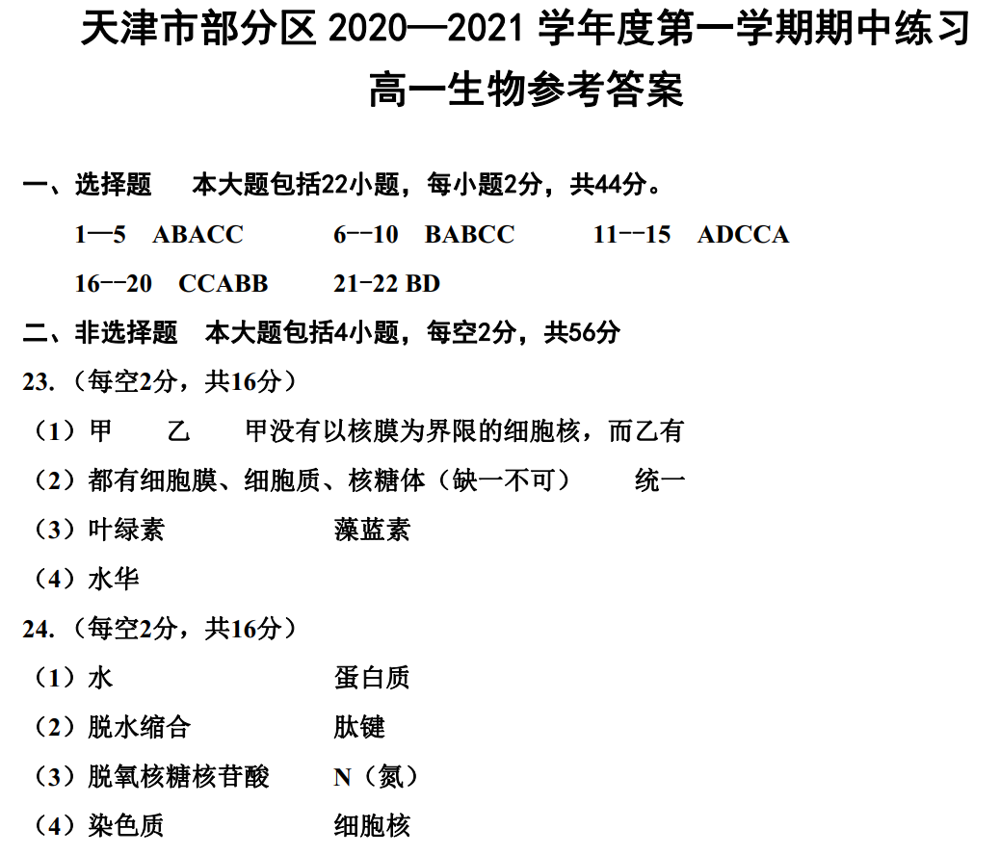 天津市部分区 2020—2021 学年度第一学期期中练习
高一生物参考答案
一、选择题 本大题包括22小题，每小题2分，共44分。
1—5 ABACC 6--10 BABCC 11--15 ADCCA
16--20 CCABB 21-22 BD
二、非选择题 本大题包括4小题，每空2分，共56分
23.（每空2分，共16分）
（1）甲 乙 甲没有以核膜为界限的细胞核，而乙有
（2）都有细胞膜、细胞质、核糖体（缺一不可） 统一
（3）叶绿素 藻蓝素
（4）水华
24.（每空2分，共16分）
（1）水 蛋白质
（2）脱水缩合 肽键
（3）脱氧核糖核苷酸 N（氮）
（4）染色质 细胞核